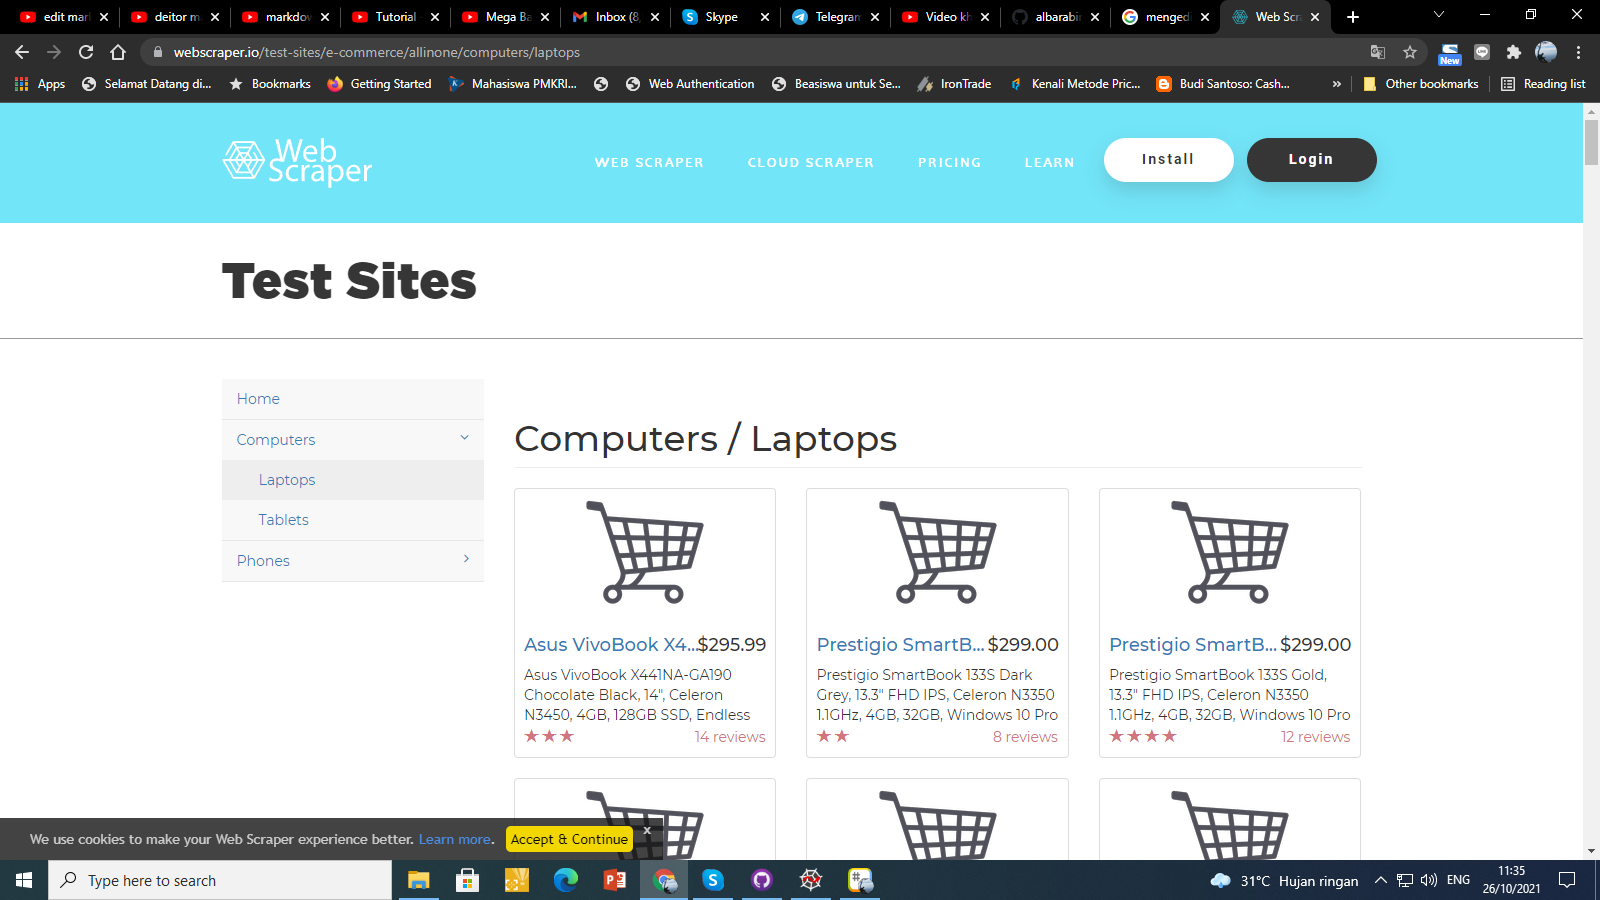 edit mar
deitor m
markdov
Tutorial
Mega Ba
Inbox (8,
Skype
Telegram
Video kh
albarabir
mengedi
Web Scra
webscraper.io/test-sites/e-commerce/allinone/computers/laptops
New
Apps
Selamat Datang di...
Bookmarks
Getting Started
Mahasiswa PMKRI...
Web Authentication
Beasiswa untuk Se...
IronTrade
Kenali Metode Pric...
Budi Santoso: Cash...
»
Other bookmarks
Reading list
Web Scraper
WEB SCRAPER
CLOUD SCRAPER
PRICING
LEARN
Install
Login
Test Sites
Home
Computers
Laptops
Tablets
Phones
Computers / Laptops
Asus VivoBook X4... $295.99
Asus VivoBook X441NA-GA190
Chocolate Black, 14", Celeron
N3450, 4GB, 128GB SSD, Endless
14 reviews
Prestigio SmartB... $299.00
Prestigio SmartBook 133S Dark
Grey, 13.3" FHD IPS, Celeron N3350
1.1GHz, 4GB, 32GB, Windows 10 Pro
8 reviews
Prestigio SmartB... $299.00
Prestigio SmartBook 133S Gold,
13.3" FHD IPS, Celeron N3350
1.1GHz, 4GB, 32GB, Windows 10 Pro
12 reviews
We use cookies to make your Web Scraper experience better. Learn more.
Accept & Continue
x
Type here to search
31°C Hujan ringan
ENG
11:35
26/10/2021